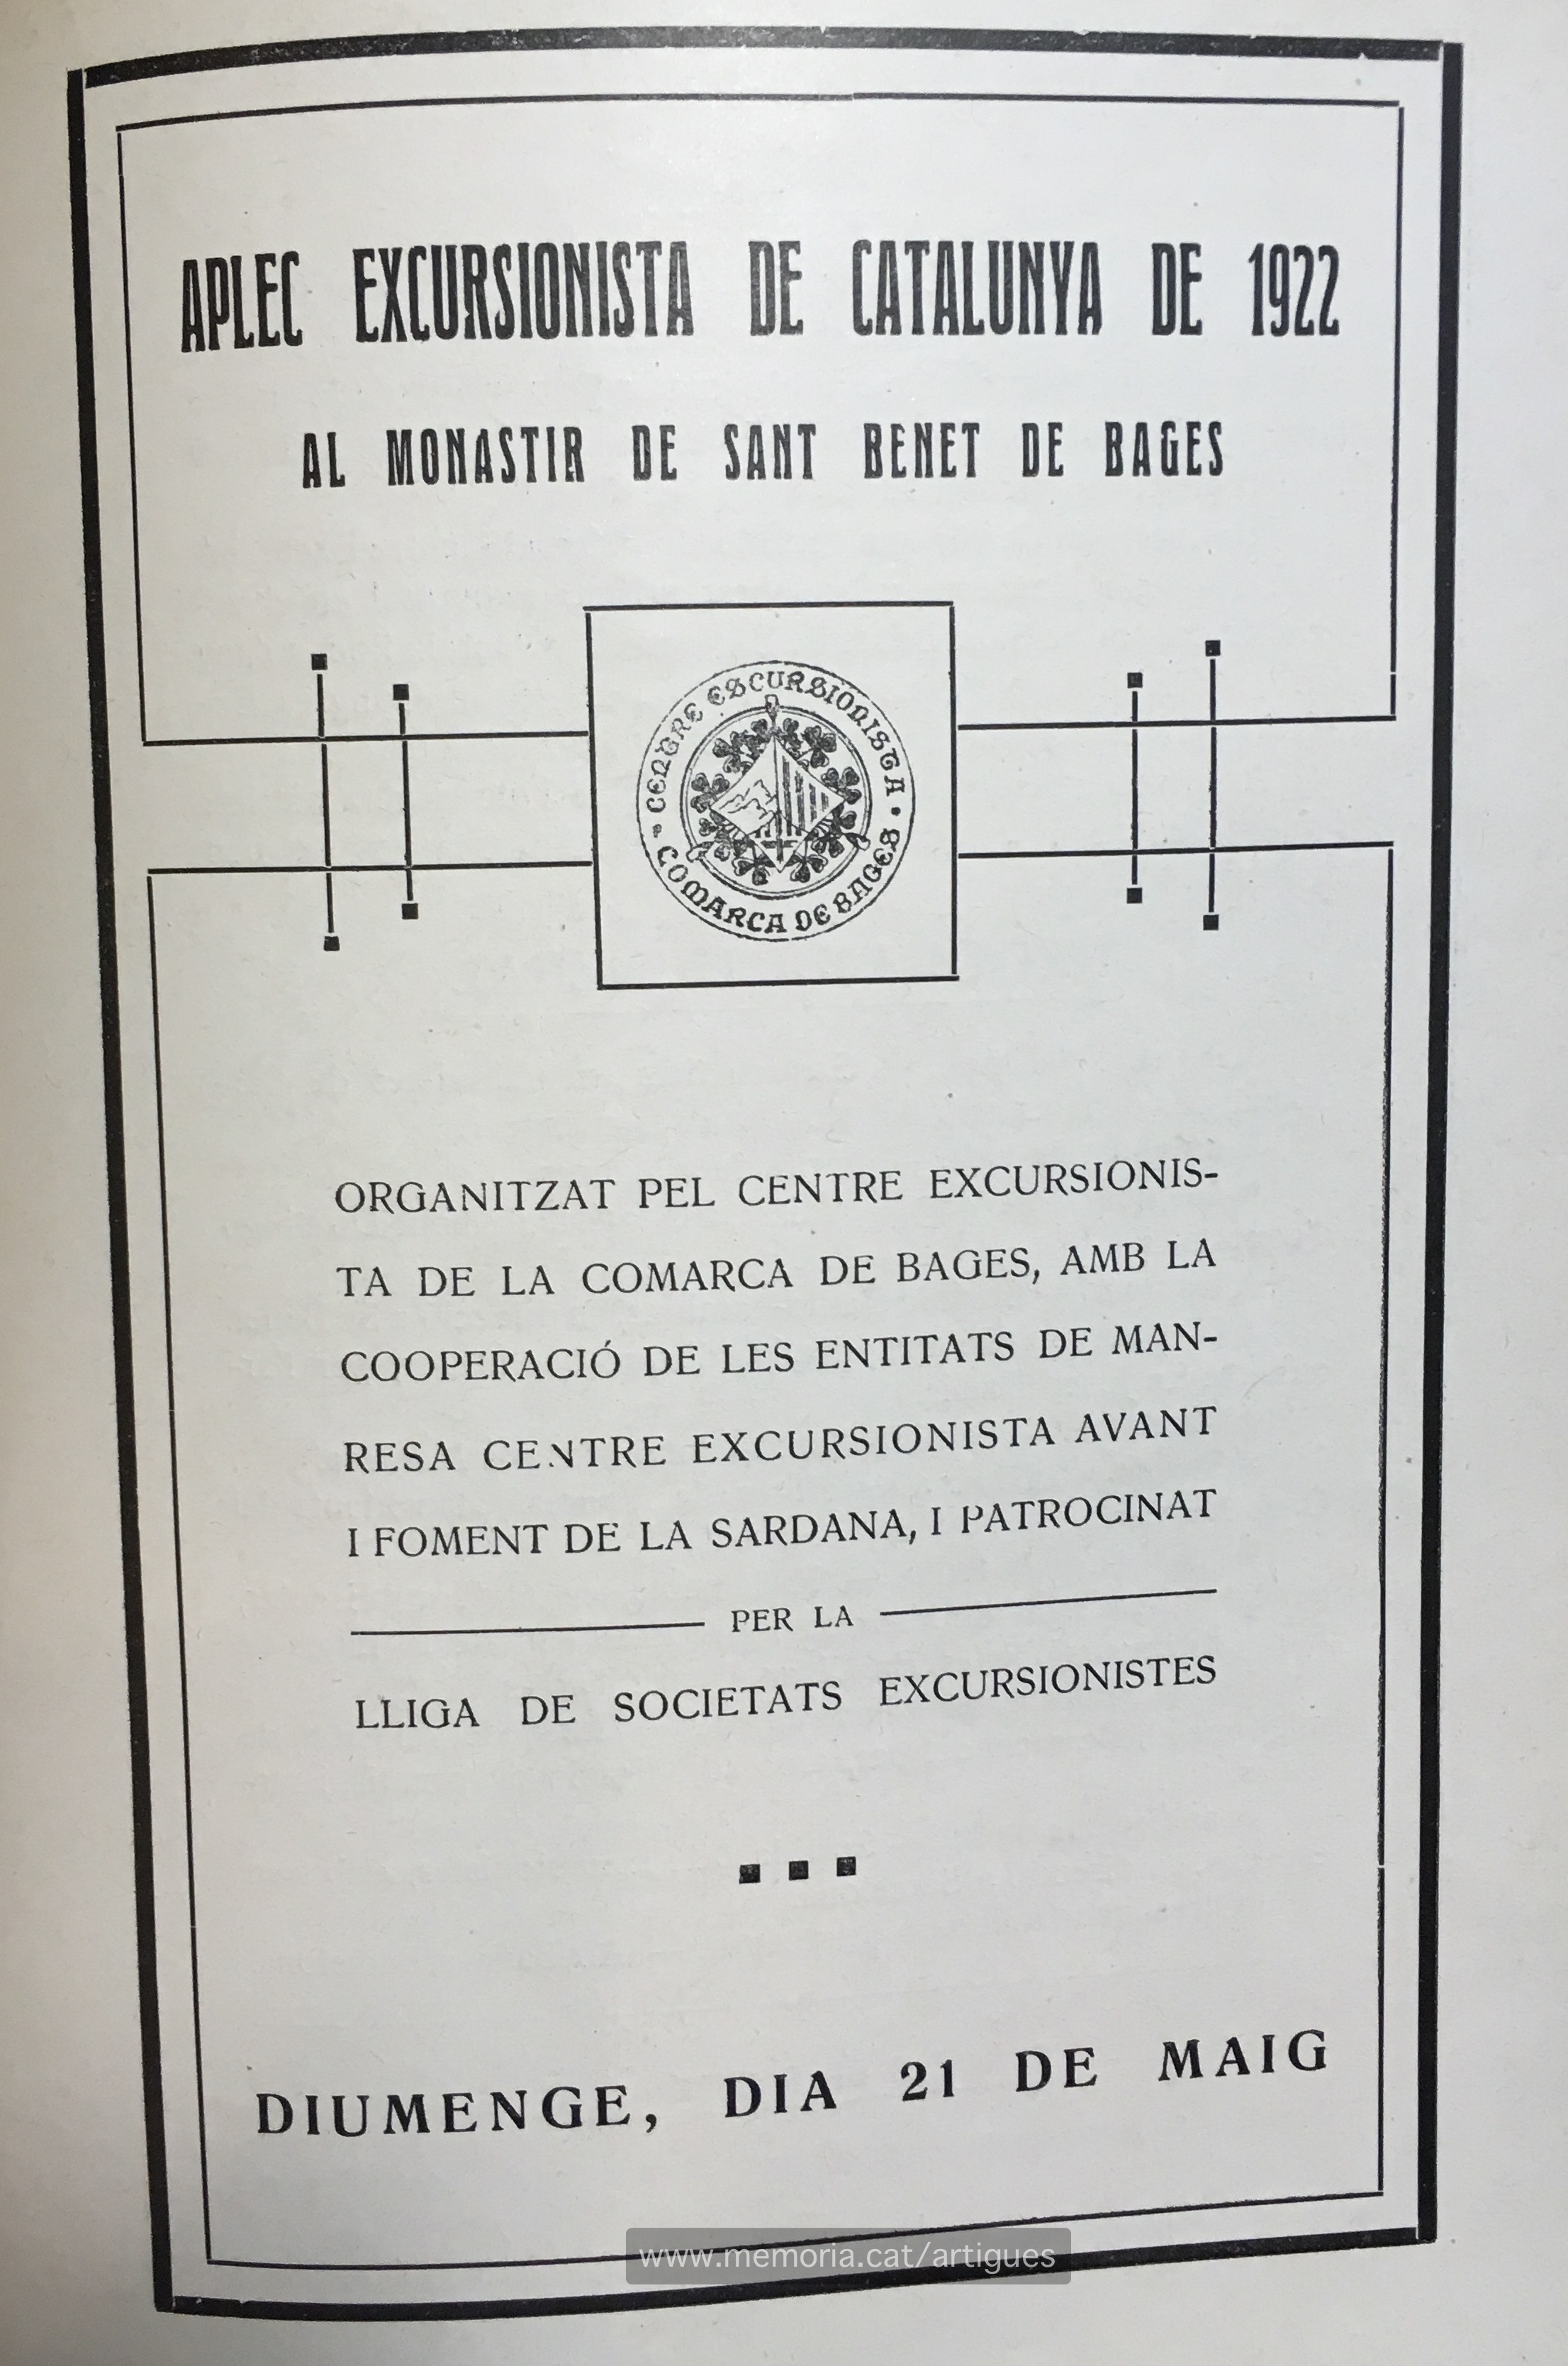 APLEC EXCURSIONISTA DE CATALUNYA DE 1922
AL MONASTIR DE SANT BENET DE BAGES
CENTRE ESCURSIONISTA
COMARCA DE BAGES
ORGANITZAT PEL CENTRE EXCURSIONIS-
TA DE LA COMARCA DE BAGES, AMB LA
COOPERACIÓ DE LES ENTITATS DE MAN-
RESA CENTRE EXCURSIONISTA AVANT
I FOMENT DE LA SARDANA, I PATROCINAT
PER LA
LLIGA DE SOCIETATS EXCURSIONISTES
DIUMENGE, DIA 21 DE MAIG
www.memoria.cat/artigues